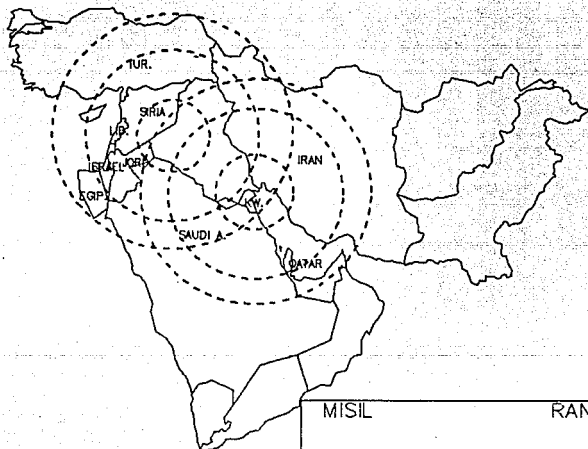 TUR.
SIRIA
LIB.
IRAN
ISRAEL
JORD.
EGIP.
KW.
SAUDI A.
QATAR
MISIL RAN